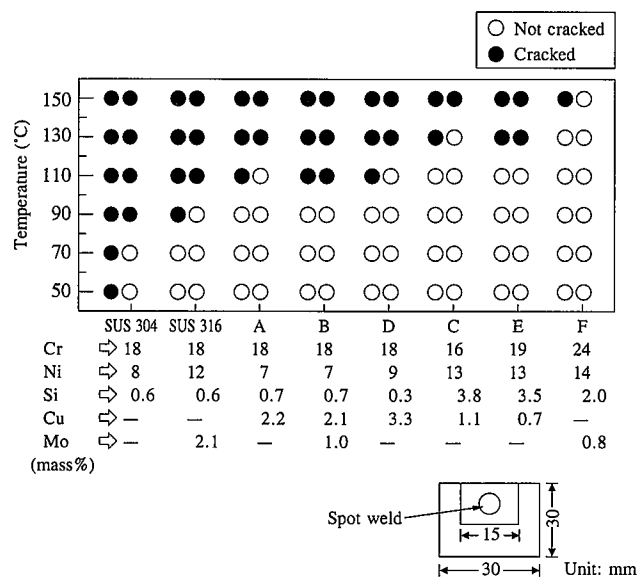 Not cracked
Cracked
Temperature (°C)
150
130
110
90
70
50
SUS 304 SUS 316 A B D C E F
Cr ⇨ 18 18 18 18 18 16 19 24
Ni ⇨ 8 12 7 7 9 13 13 14
Si ⇨ 0.6 0.6 0.7 0.7 0.3 3.8 3.5 2.0
Cu ⇨ — — 2.2 2.1 3.3 1.1 0.7 —
Mo ⇨ — 2.1 — 1.0 — — — 0.8
(mass%)
Spot weld
15
30
30
Unit: mm